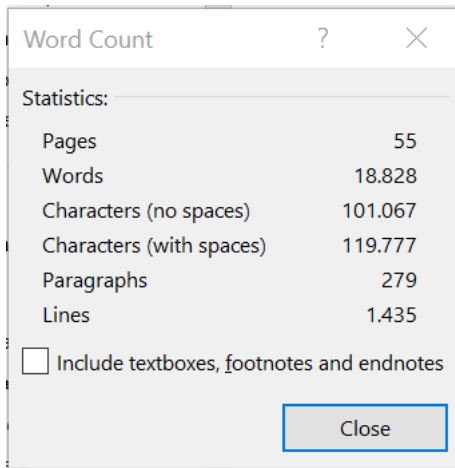 Word Count ? ×
Statistics:
Pages 55
Words 18.828
Characters (no spaces) 101.067
Characters (with spaces) 119.777
Paragraphs 279
Lines 1.435
Include textboxes, footnotes and endnotes
Close